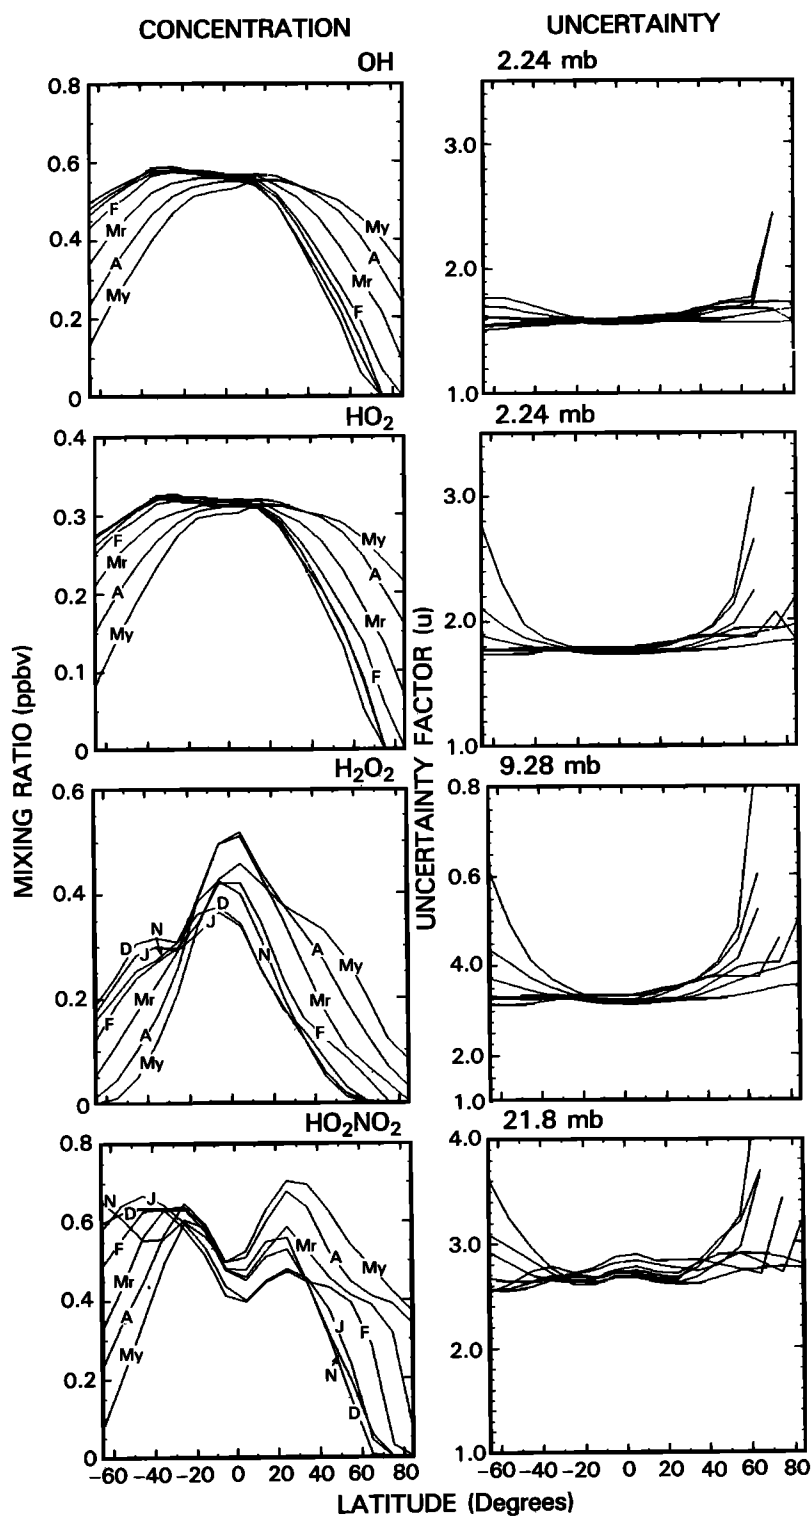 CONCENTRATION
UNCERTAINTY
OH
2.24 mb
0.8
0.6
0.4
0.2
0
F
Mr
A
My
My
A
Mr
F
3.0
2.0
1.0
HO2
2.24 mb
0.4
0.3
0.2
0.1
0
F
Mr
A
My
My
A
Mr
F
3.0
2.0
1.0
MIXING RATIO (ppbv)
UNCERTAINTY FACTOR (u)
H2O2
9.28 mb
0.6
0.4
0.2
0
D
N
J
D
J
N
F
Mr
A
My
A
My
Mr
F
0.8
0.6
4.0
2.0
1.0
HO2NO2
21.8 mb
0.8
0.6
0.4
0.2
0
N
D
J
F
Mr
A
My
Mr
A
My
J
F
N
D
4.0
3.0
2.0
1.0
−60 −40 −20 0 20 40 60 80
−60 −40 −20 0 20 40 60 80
LATITUDE (Degrees)